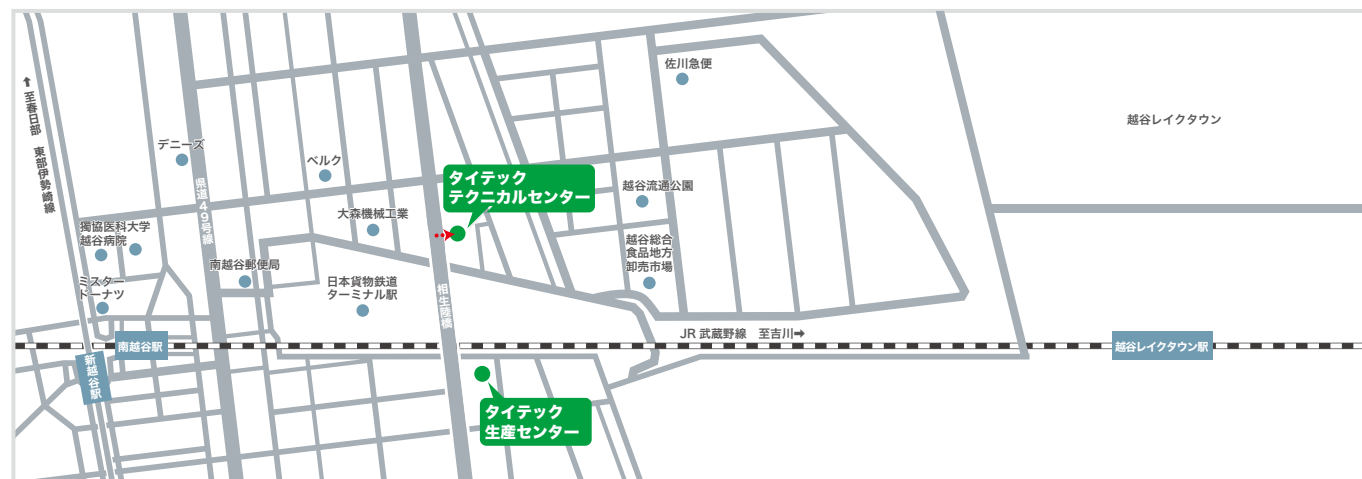 佐川急便
↑至春日部 東部伊勢崎線
越谷レイクタウン
デニーズ
ベルク
タイテック
テクニカルセンター
県道49号線
越谷流通公園
大森機械工業
獨協医科大学
越谷病院
越谷総合
食品地方
卸売市場
南越谷郵便局
ミスター
ドーナツ
日本貨物鉄道
ターミナル駅
相生陸橋
JR 武蔵野線 至吉川➡
南越谷駅
越谷レイクタウン駅
新越谷駅
タイテック
生産センター